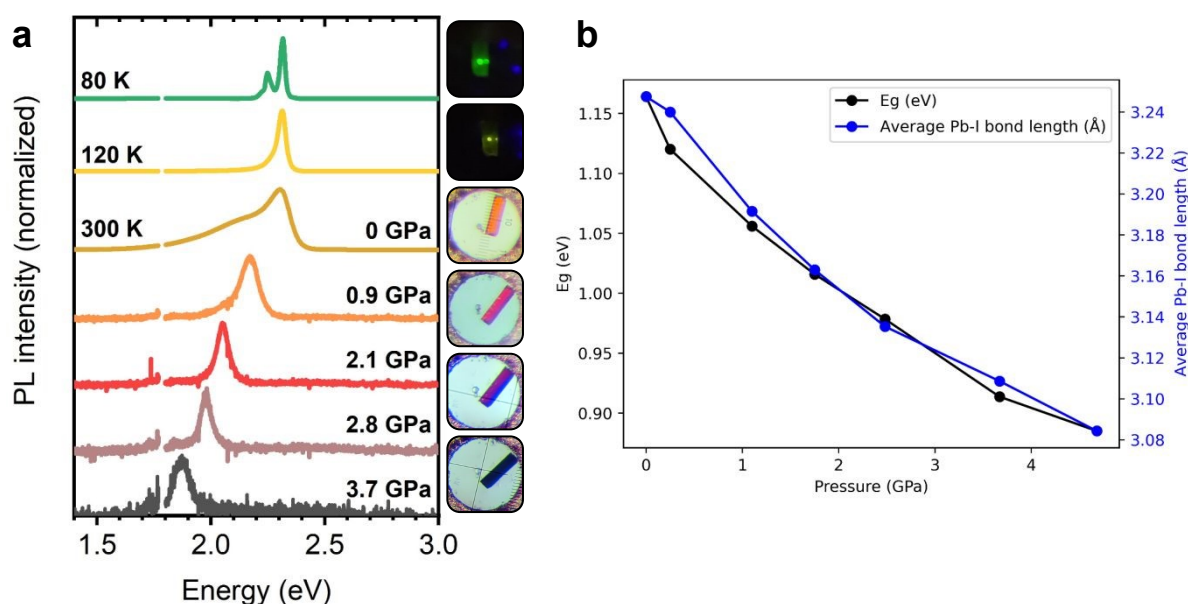 a
PL intensity (normalized)
80 K
120 K
300 K
0 GPa
0.9 GPa
2.1 GPa
2.8 GPa
3.7 GPa
1.5 2.0 2.5 3.0
Energy (eV)
b
Eg (eV)
Average Pb-I bond length (Å)
Eg (eV)
1.15
1.10
1.05
1.00
0.95
0.90
0 1 2 3 4
Pressure (GPa)
3.24
3.22
3.20
3.18
3.16
3.14
3.12
3.10
3.08
Average Pb-I bond length (Å)